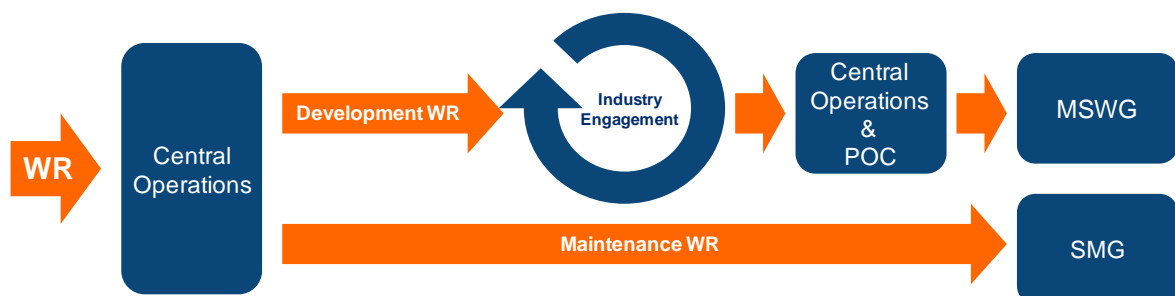 WR
Central
Operations
Development WR
Industry
Engagement
Central
Operations
&
POC
MSWG
Maintenance WR
SMG